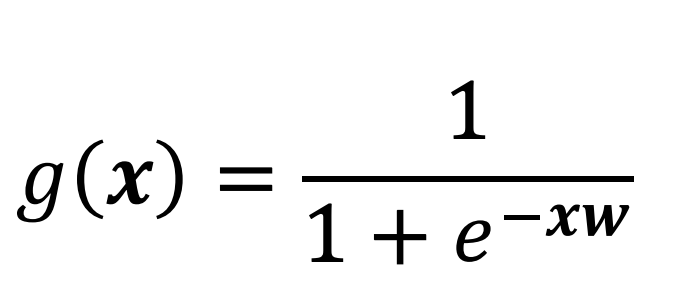 g(x) = 1 / (1 + e^{-xw})